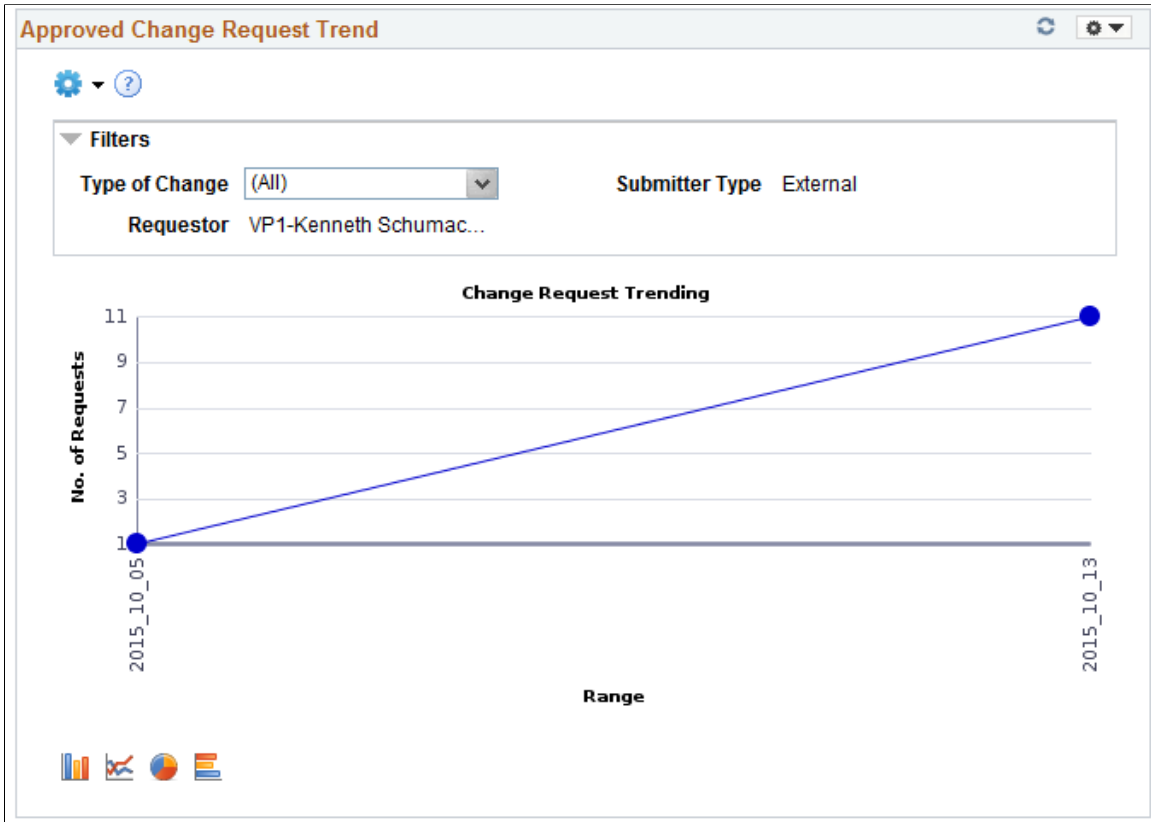 Approved Change Request Trend
?
Filters
Type of Change (All) Submitter Type External
Requestor VP1-Kenneth Schumac...
Change Request Trending
No. of Requests
11
9
7
5
3
1
2015_10_05 2015_10_13
Range